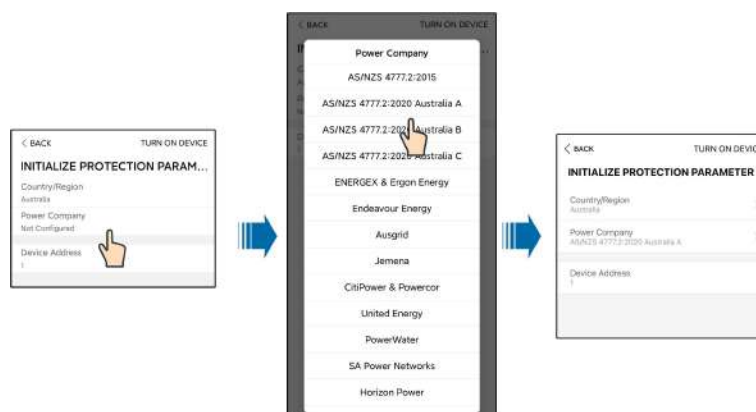 < BACK TURN ON DEVICE
INITIALIZE PROTECTION PARAM...
Country/Region
Australia
Power Company
Not Configured
Device Address
1
< BACK TURN ON DEVICE
Power Company
AS/NZS 4777.2:2015
AS/NZS 4777.2:2020 Australia A
AS/NZS 4777.2:202 Australia B
AS/NZS 4777.2:202 Australia C
ENERGEX & Ergon Energy
Endeavour Energy
Ausgrid
Jemena
CitiPower & Powercor
United Energy
PowerWater
SA Power Networks
Horizon Power
< BACK TURN ON DEVIC
INITIALIZE PROTECTION PARAMETER
Country/Region
Australia
Power Company
AS/NZS 4777.2:2020 Australia A
Device Address
1